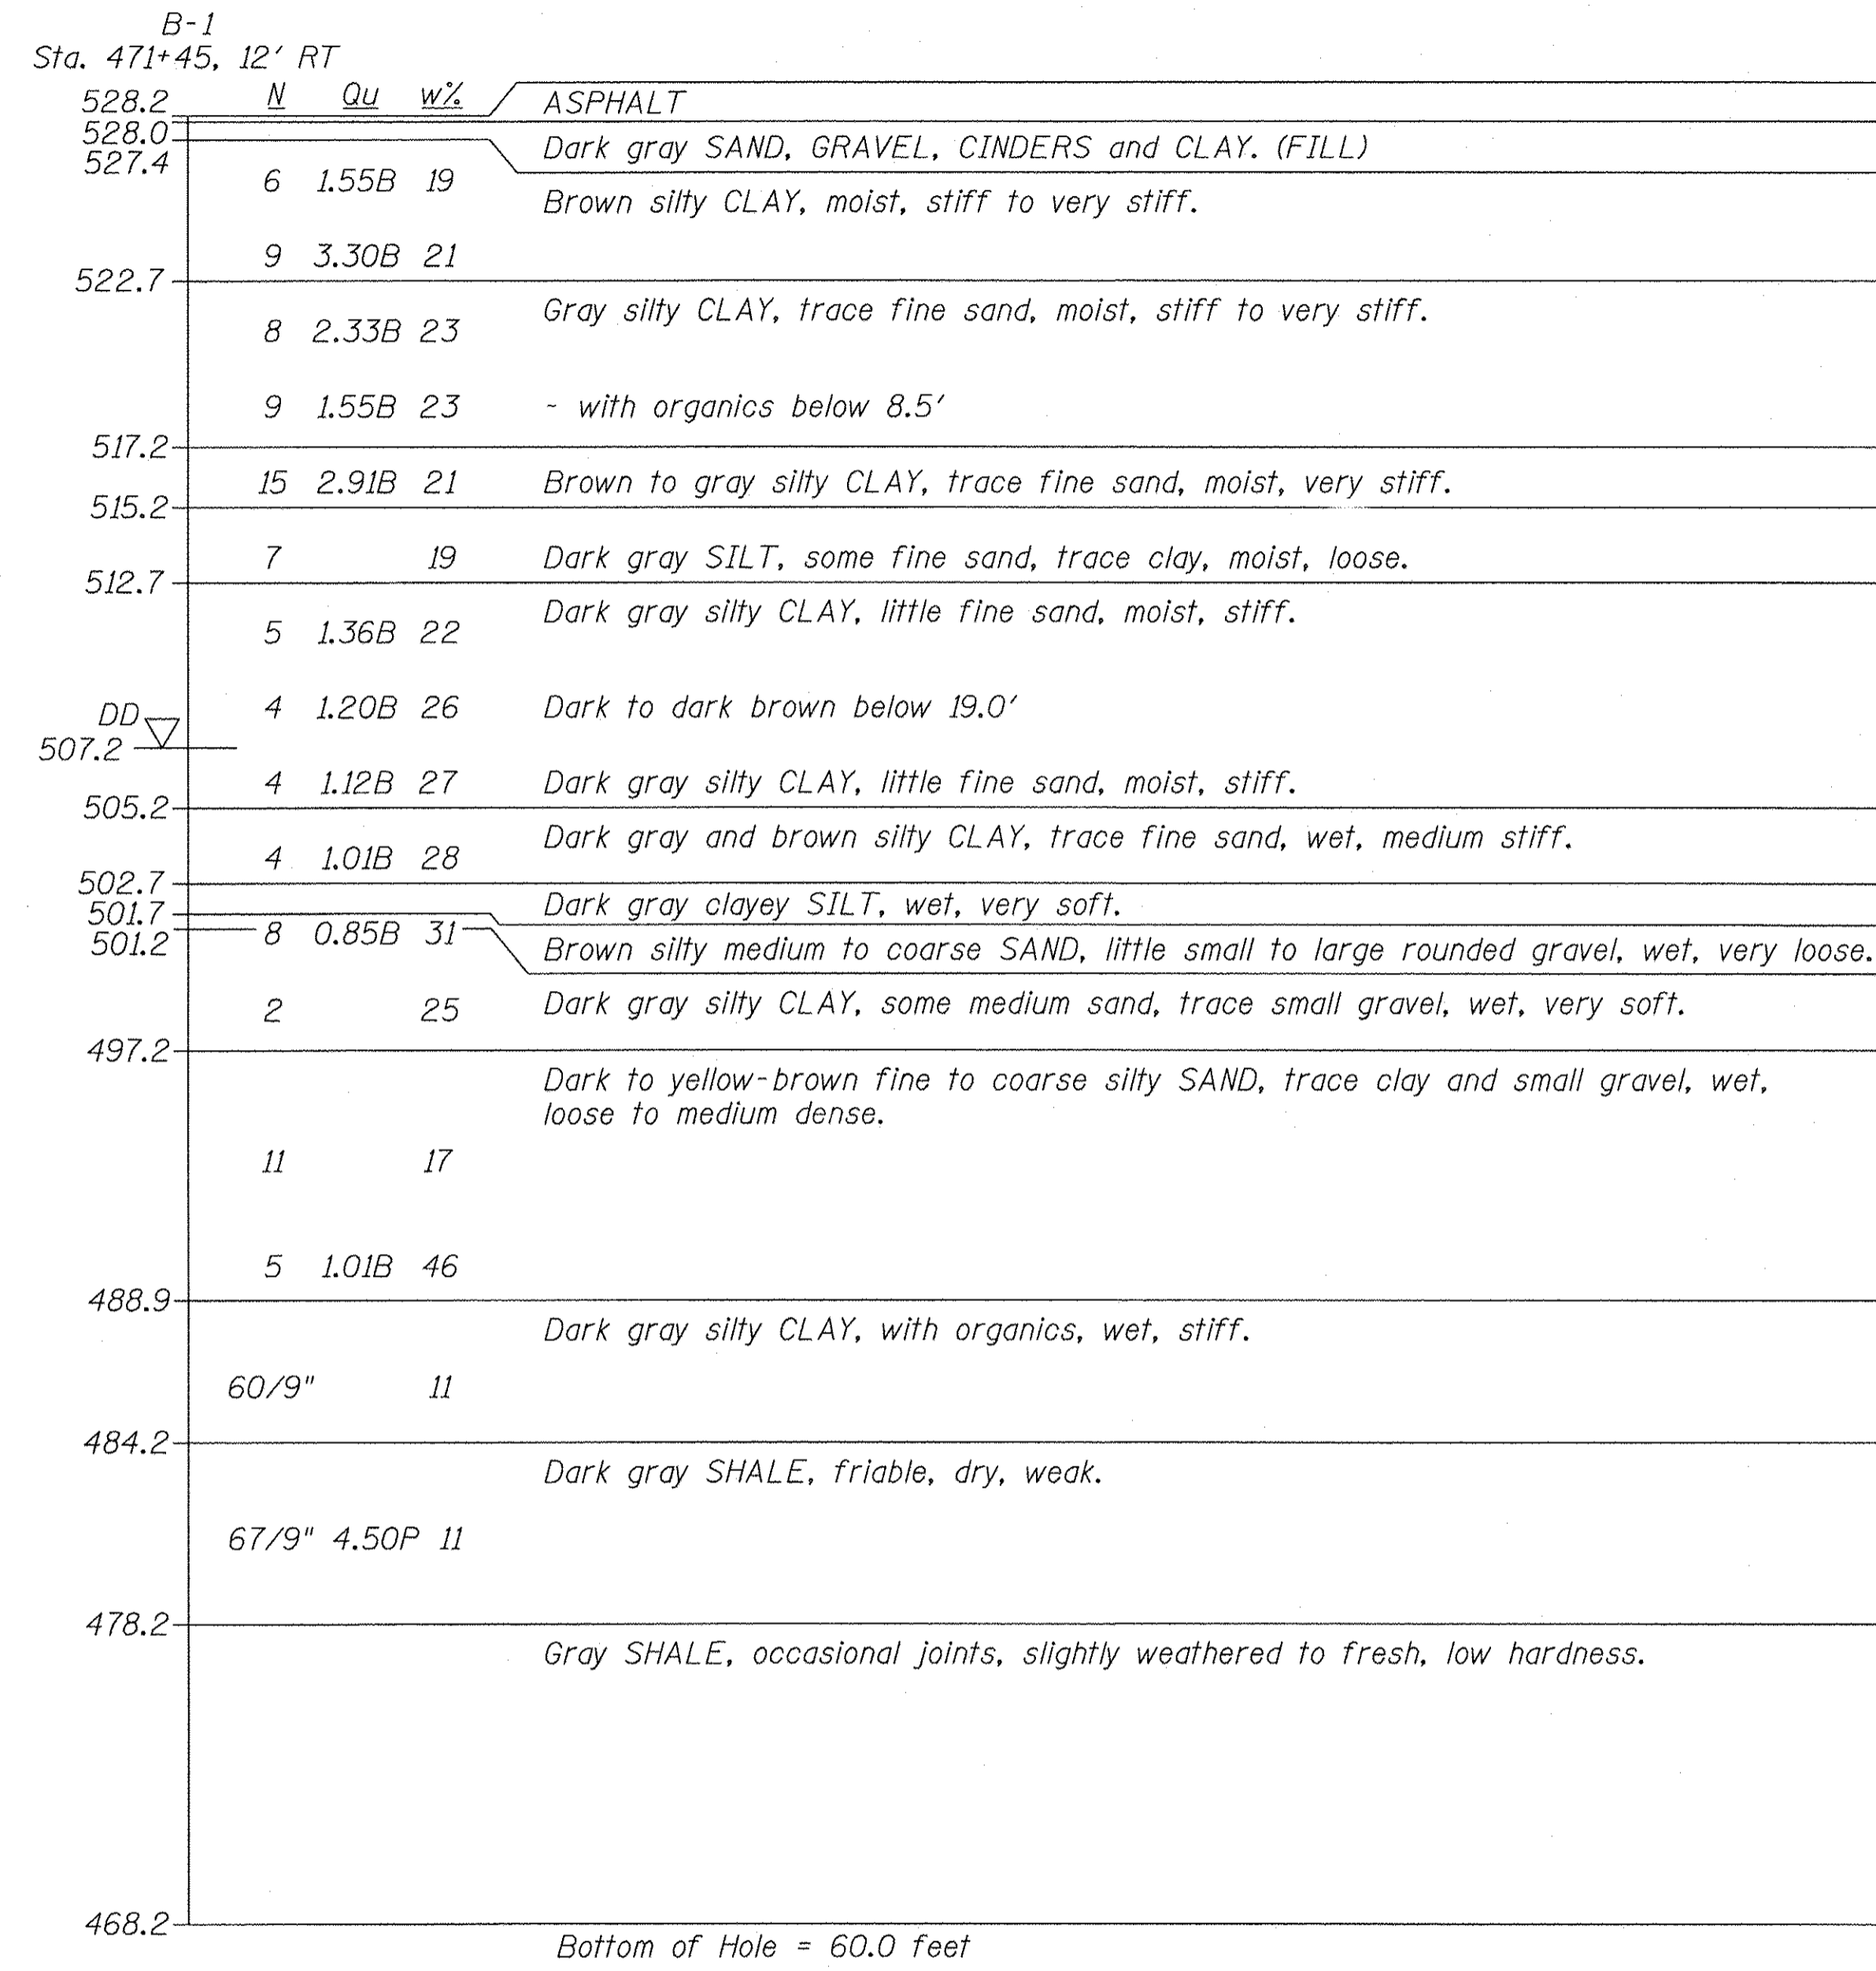 B-1
Sta. 471+45, 12' RT
N Qu w%
528.2 ASPHALT
528.0
Dark gray SAND, GRAVEL, CINDERS and CLAY. (FILL)
527.4
6 1.55B 19
Brown silty CLAY, moist, stiff to very stiff.
9 3.30B 21
522.7
Gray silty CLAY, trace fine sand, moist, stiff to very stiff.
8 2.33B 23
9 1.55B 23 - with organics below 8.5'
517.2
15 2.91B 21 Brown to gray silty CLAY, trace fine sand, moist, very stiff.
515.2
7 19 Dark gray SILT, some fine sand, trace clay, moist, loose.
512.7
Dark gray silty CLAY, little fine sand, moist, stiff.
5 1.36B 22
4 1.20B 26 Dark to dark brown below 19.0'
DD
507.2
4 1.12B 27 Dark gray silty CLAY, little fine sand, moist, stiff.
505.2
Dark gray and brown silty CLAY, trace fine sand, wet, medium stiff.
4 1.01B 28
502.7
Dark gray clayey SILT, wet, very soft.
501.7
8 0.85B 31
501.2 Brown silty medium to coarse SAND, little small to large rounded gravel, wet, very loose.
2 25 Dark gray silty CLAY, some medium sand, trace small gravel, wet, very soft.
497.2
Dark to yellow-brown fine to coarse silty SAND, trace clay and small gravel, wet,
loose to medium dense.
11 17
5 1.01B 46
488.9
Dark gray silty CLAY, with organics, wet, stiff.
60/9" 11
484.2
Dark gray SHALE, friable, dry, weak.
67/9" 4.50P 11
478.2
Gray SHALE, occasional joints, slightly weathered to fresh, low hardness.
468.2
Bottom of Hole = 60.0 feet